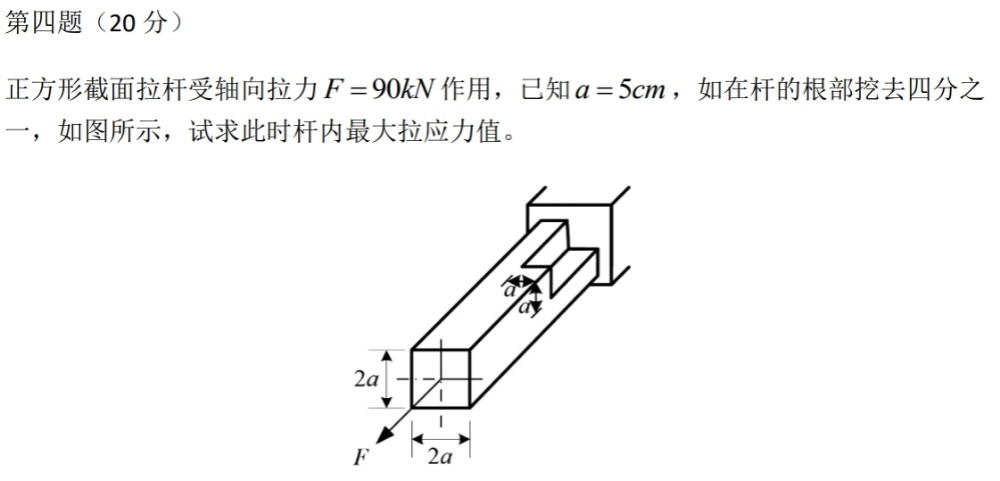 第四题（20 分）
正方形截面拉杆受轴向拉力 F = 90kN 作用，已知 a = 5cm，如在杆的根部挖去四分之
一，如图所示，试求此时杆内最大拉应力值。
a
a
2a
F
2a